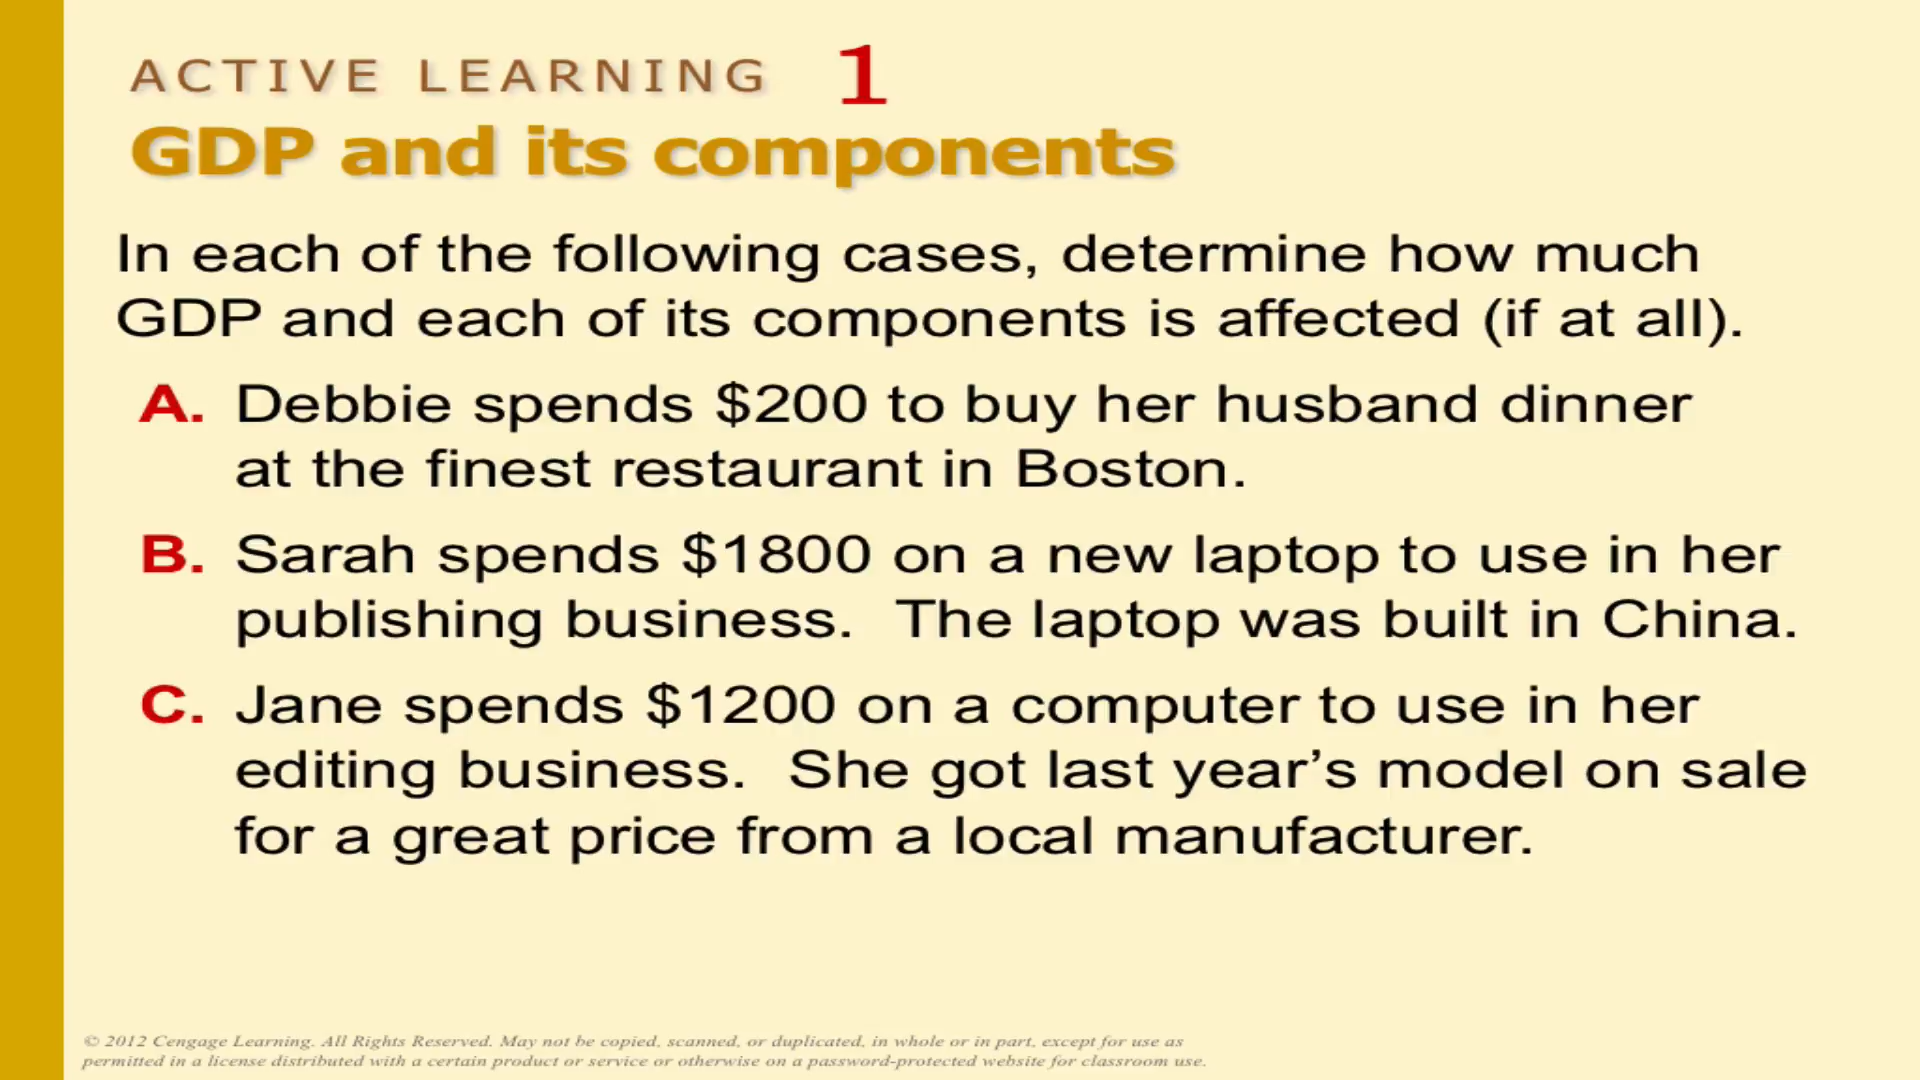 ACTIVE LEARNING 1
GDP and its components
In each of the following cases, determine how much
GDP and each of its components is affected (if at all).
A. Debbie spends $200 to buy her husband dinner
at the finest restaurant in Boston.
B. Sarah spends $1800 on a new laptop to use in her
publishing business. The laptop was built in China.
C. Jane spends $1200 on a computer to use in her
editing business. She got last year’s model on sale
for a great price from a local manufacturer.
© 2012 Cengage Learning. All Rights Reserved. May not be copied, scanned, or duplicated, in whole or in part, except for use as
permitted in a license distributed with a certain product or service or otherwise on a password-protected website for classroom use.